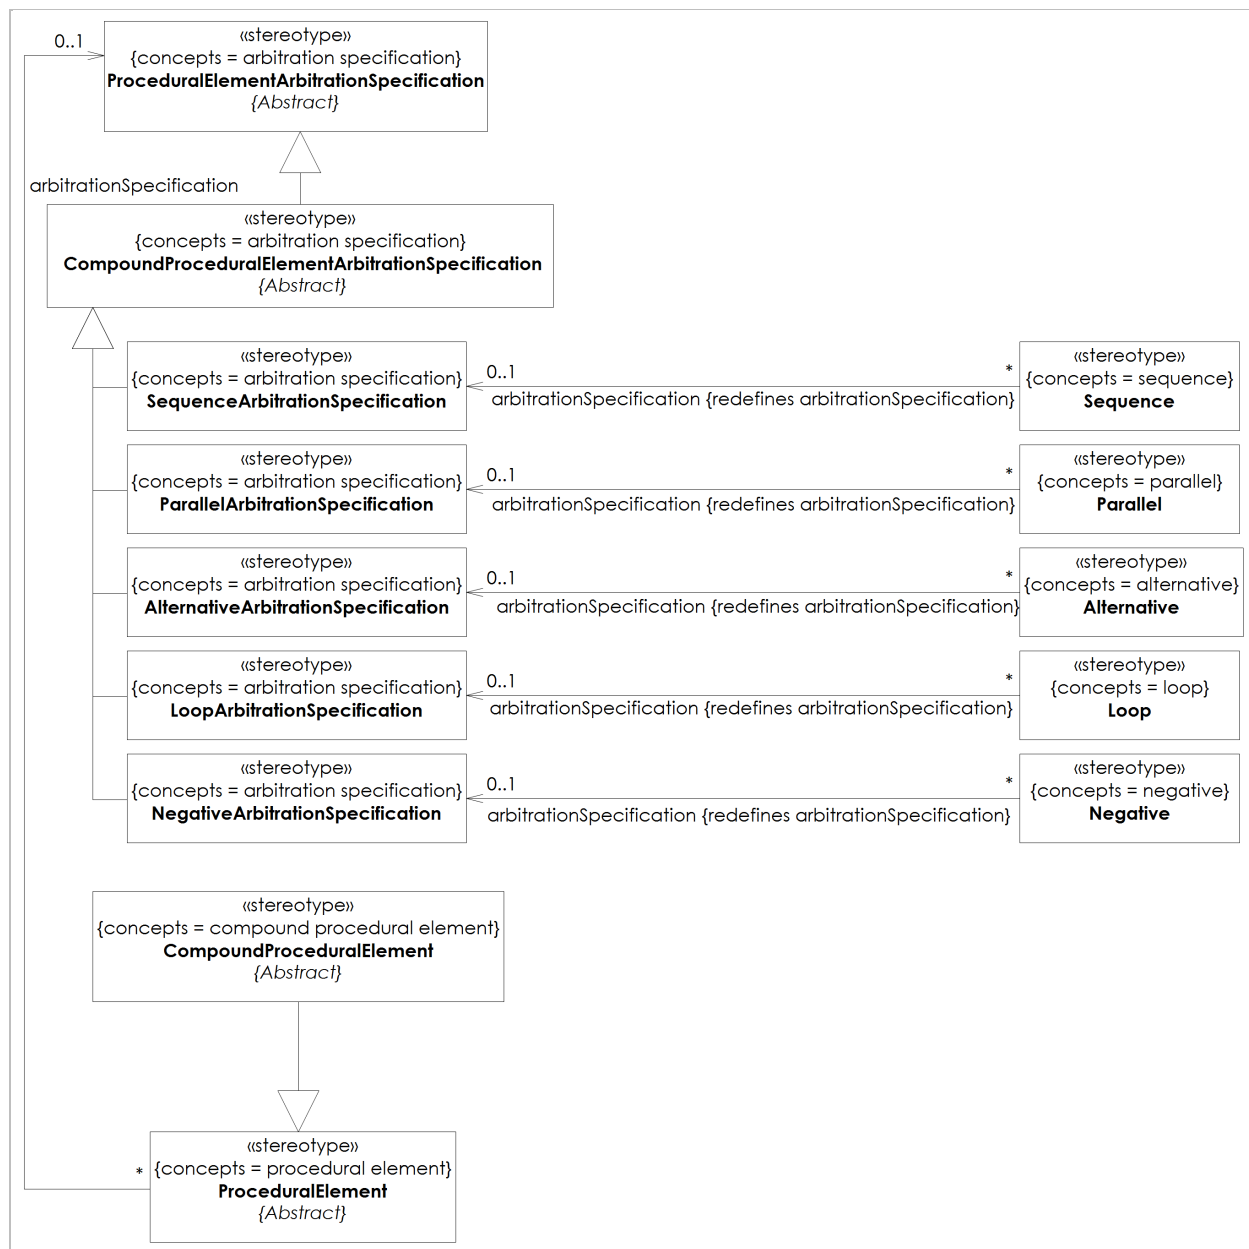 «stereotype»
{concepts = arbitration specification}
ProceduralElementArbitrationSpecification
{Abstract}
0..1
arbitrationSpecification
«stereotype»
{concepts = arbitration specification}
CompoundProceduralElementArbitrationSpecification
{Abstract}
«stereotype»
{concepts = arbitration specification}
SequenceArbitrationSpecification
0..1
*
arbitrationSpecification {redefines arbitrationSpecification}
«stereotype»
{concepts = sequence}
Sequence
«stereotype»
{concepts = arbitration specification}
ParallelArbitrationSpecification
0..1
*
arbitrationSpecification {redefines arbitrationSpecification}
«stereotype»
{concepts = parallel}
Parallel
«stereotype»
{concepts = arbitration specification}
AlternativeArbitrationSpecification
0..1
*
arbitrationSpecification {redefines arbitrationSpecification}
«stereotype»
{concepts = alternative}
Alternative
«stereotype»
{concepts = arbitration specification}
LoopArbitrationSpecification
0..1
*
arbitrationSpecification {redefines arbitrationSpecification}
«stereotype»
{concepts = loop}
Loop
«stereotype»
{concepts = arbitration specification}
NegativeArbitrationSpecification
0..1
*
arbitrationSpecification {redefines arbitrationSpecification}
«stereotype»
{concepts = negative}
Negative
«stereotype»
{concepts = compound procedural element}
CompoundProceduralElement
{Abstract}
«stereotype»
{concepts = procedural element}
ProceduralElement
{Abstract}
*